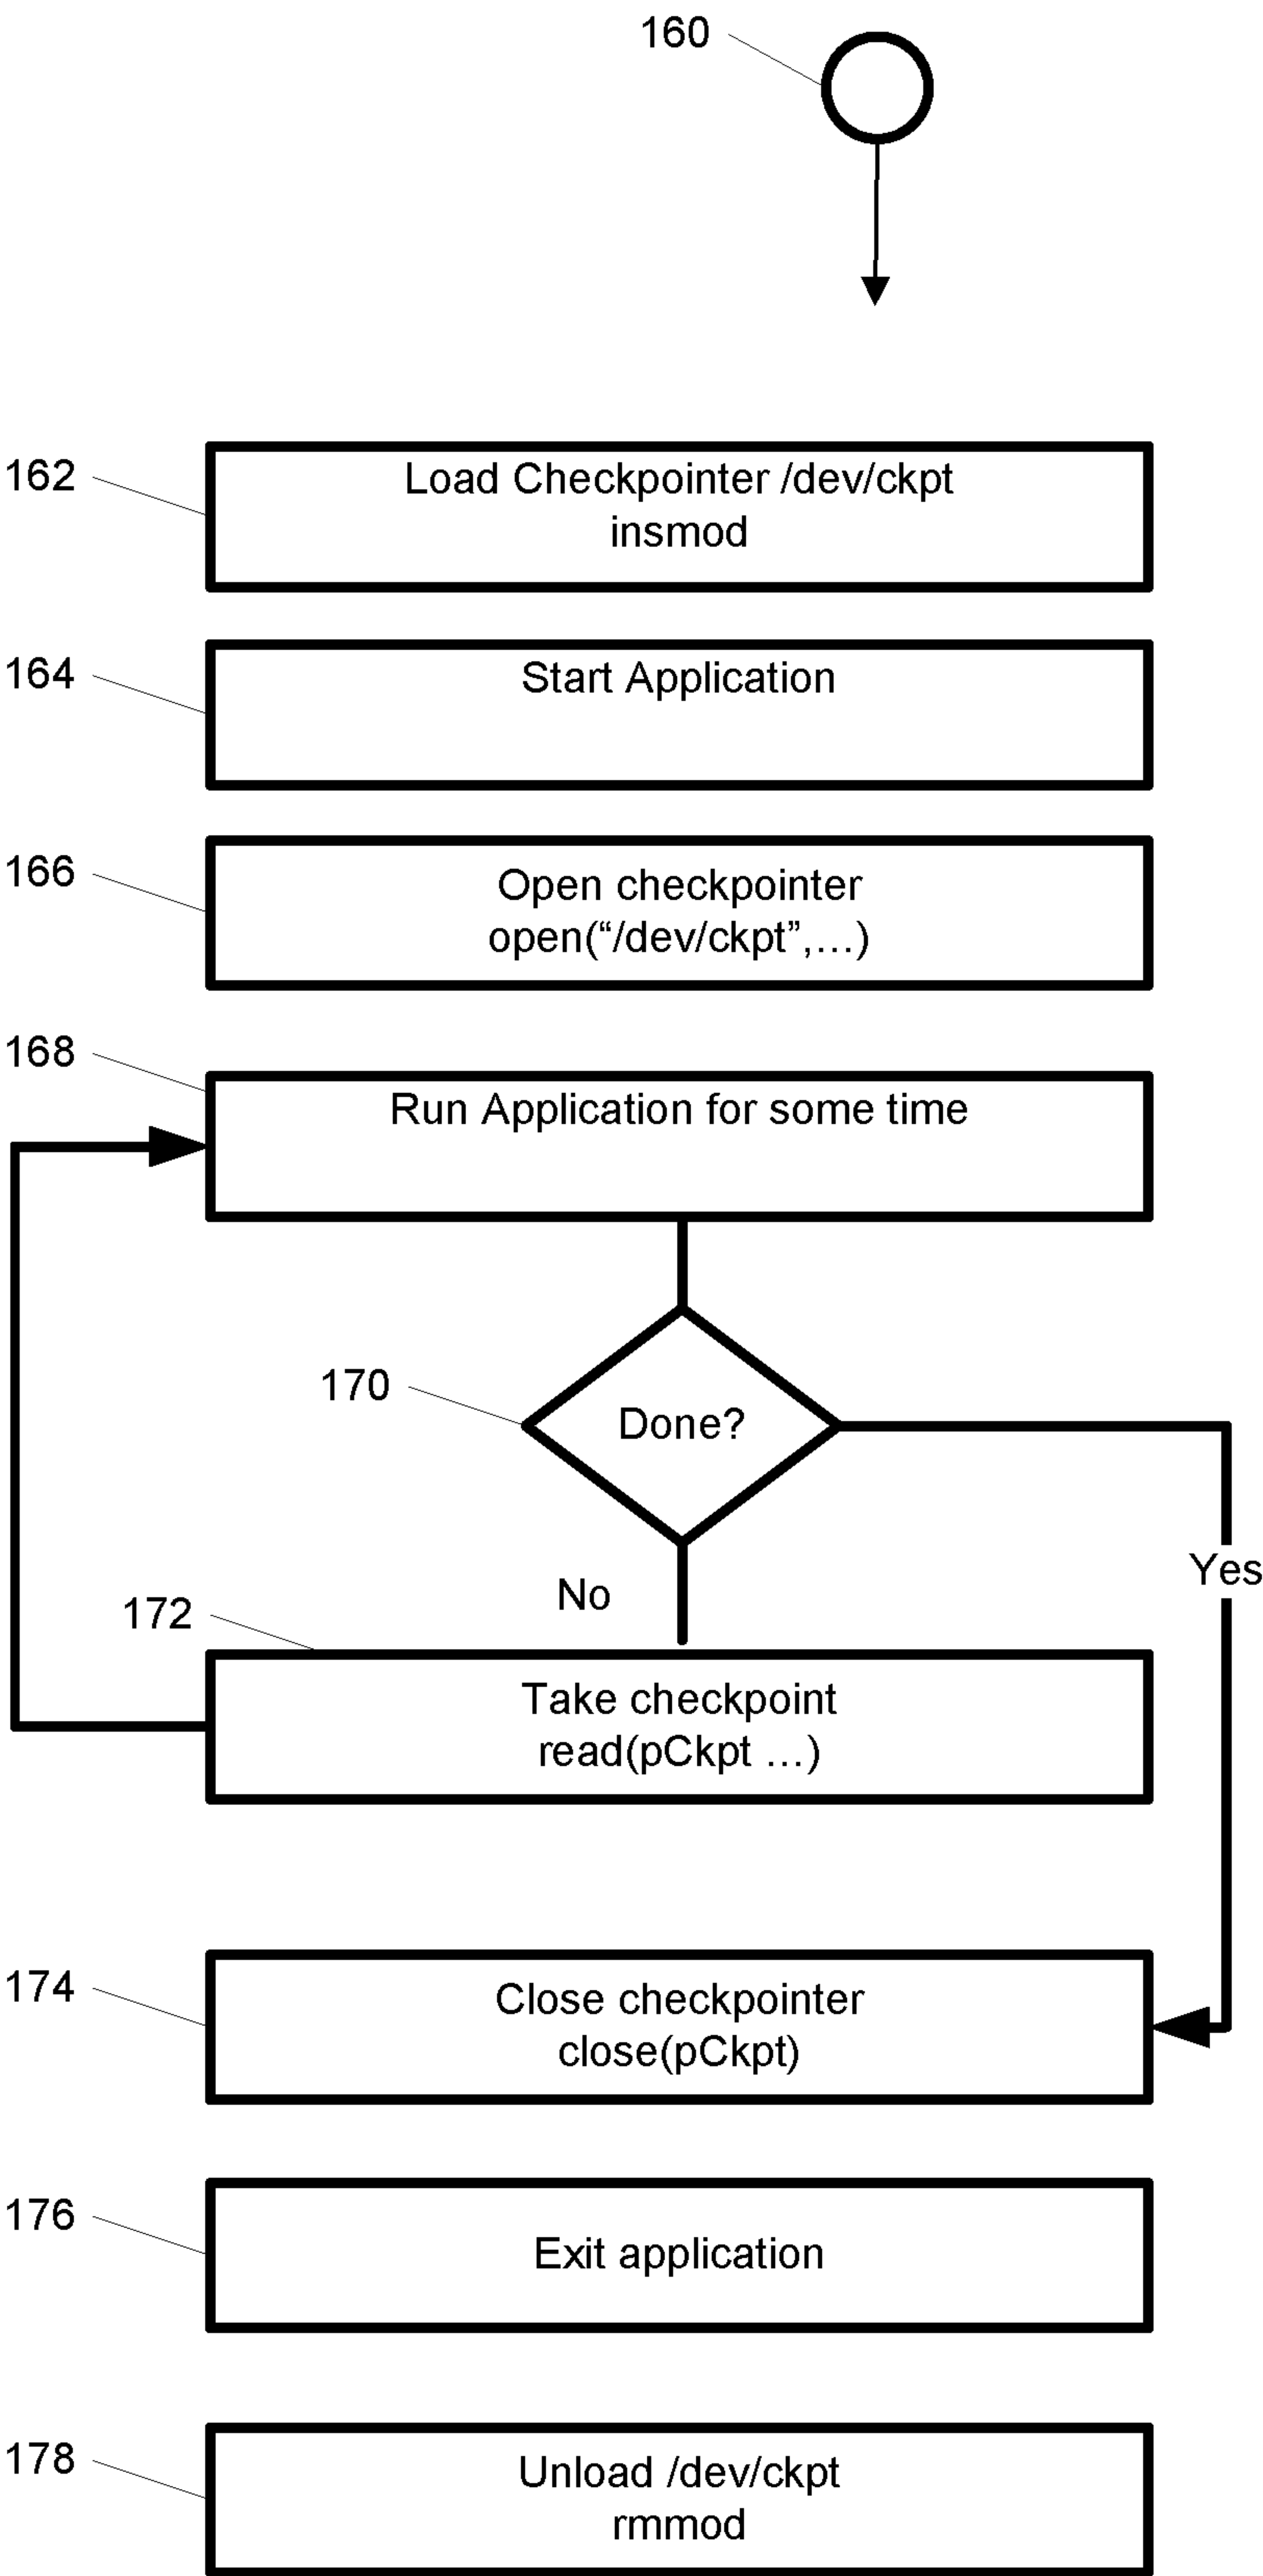 160
162
Load Checkpointer /dev/ckpt
insmod
164
Start Application
166
Open checkpointer
open(“/dev/ckpt”,…)
168
Run Application for some time
170
Done?
Yes
No
172
Take checkpoint
read(pCkpt …)
174
Close checkpointer
close(pCkpt)
176
Exit application
178
Unload /dev/ckpt
rmmod